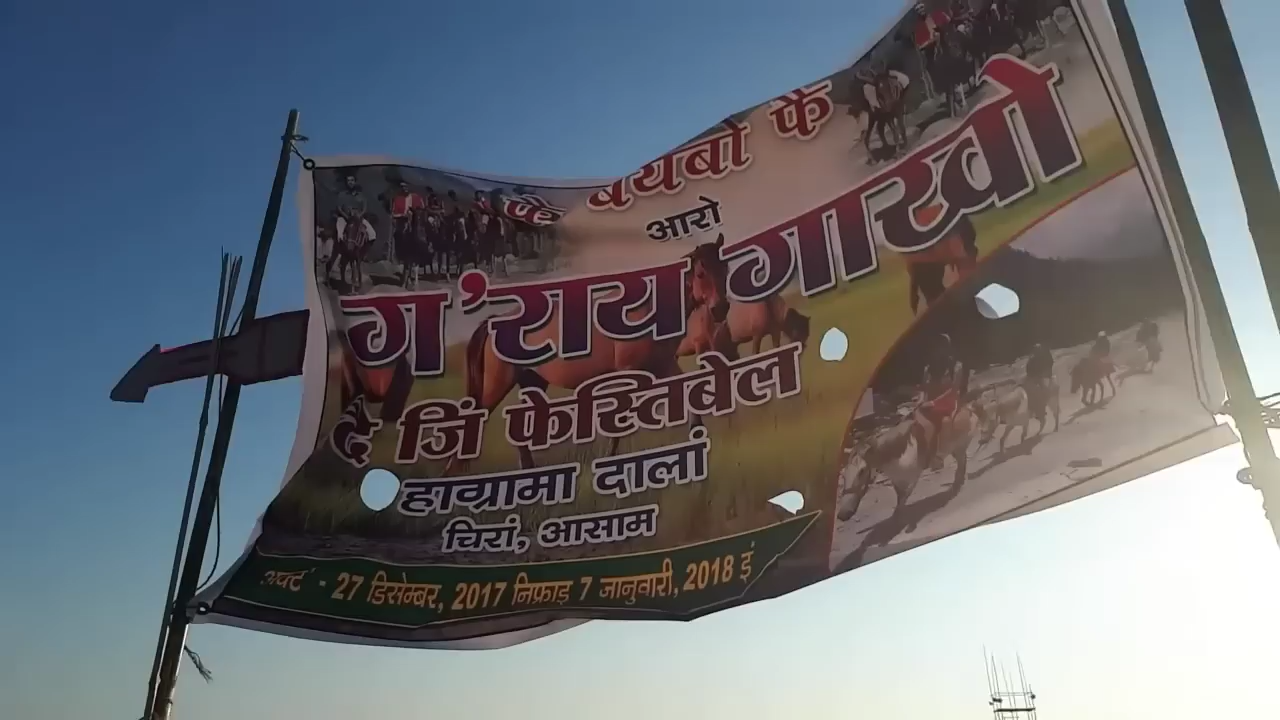 बयबो फै
आरो
ग'राय गाखो
दै जिं फेस्तिबेल
हाग्रामा दालां
चिरां, आसाम
- 27 डिसेम्बर, 2017 निफ्राइ 7 जानुवारी, 2018 इं